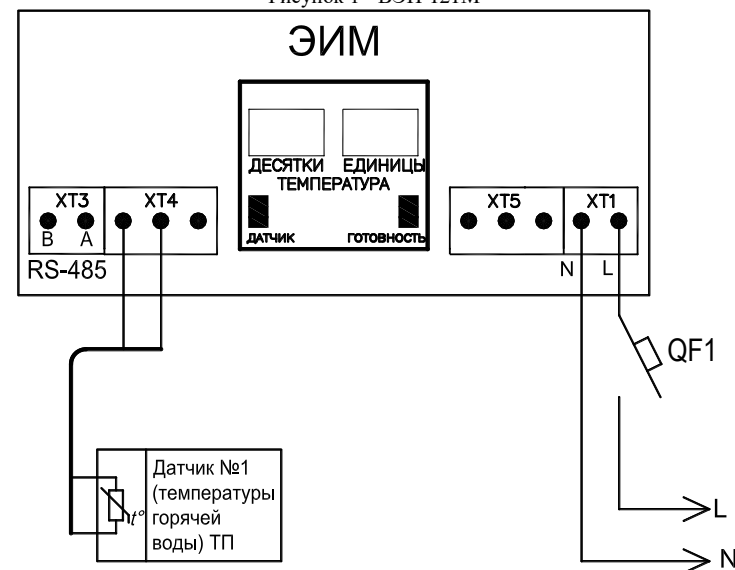 ЭИМ
ДЕСЯТКИ ЕДИНИЦЫ
ТЕМПЕРАТУРА
ДАТЧИК ГОТОВНОСТЬ
XT3 XT4 XT5 XT1
B A
RS-485
N L
QF1
Датчик №1
(температуры
горячей
воды) ТП
t°
L
N